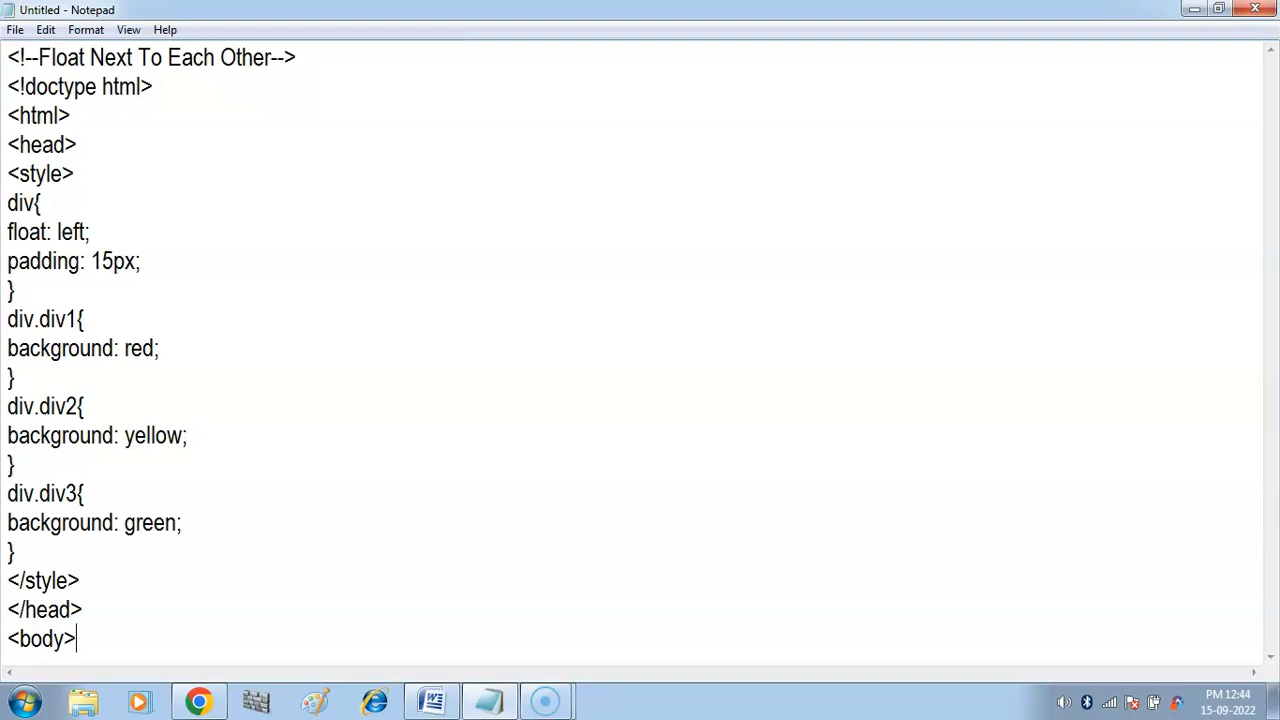 Untitled - Notepad
File Edit Format View Help
<!--Float Next To Each Other-->
<!doctype html>
<html>
<head>
<style>
div{
float: left;
padding: 15px;
}
div.div1{
background: red;
}
div.div2{
background: yellow;
}
div.div3{
background: green;
}
</style>
</head>
<body>
PM 12:44
15-09-2022